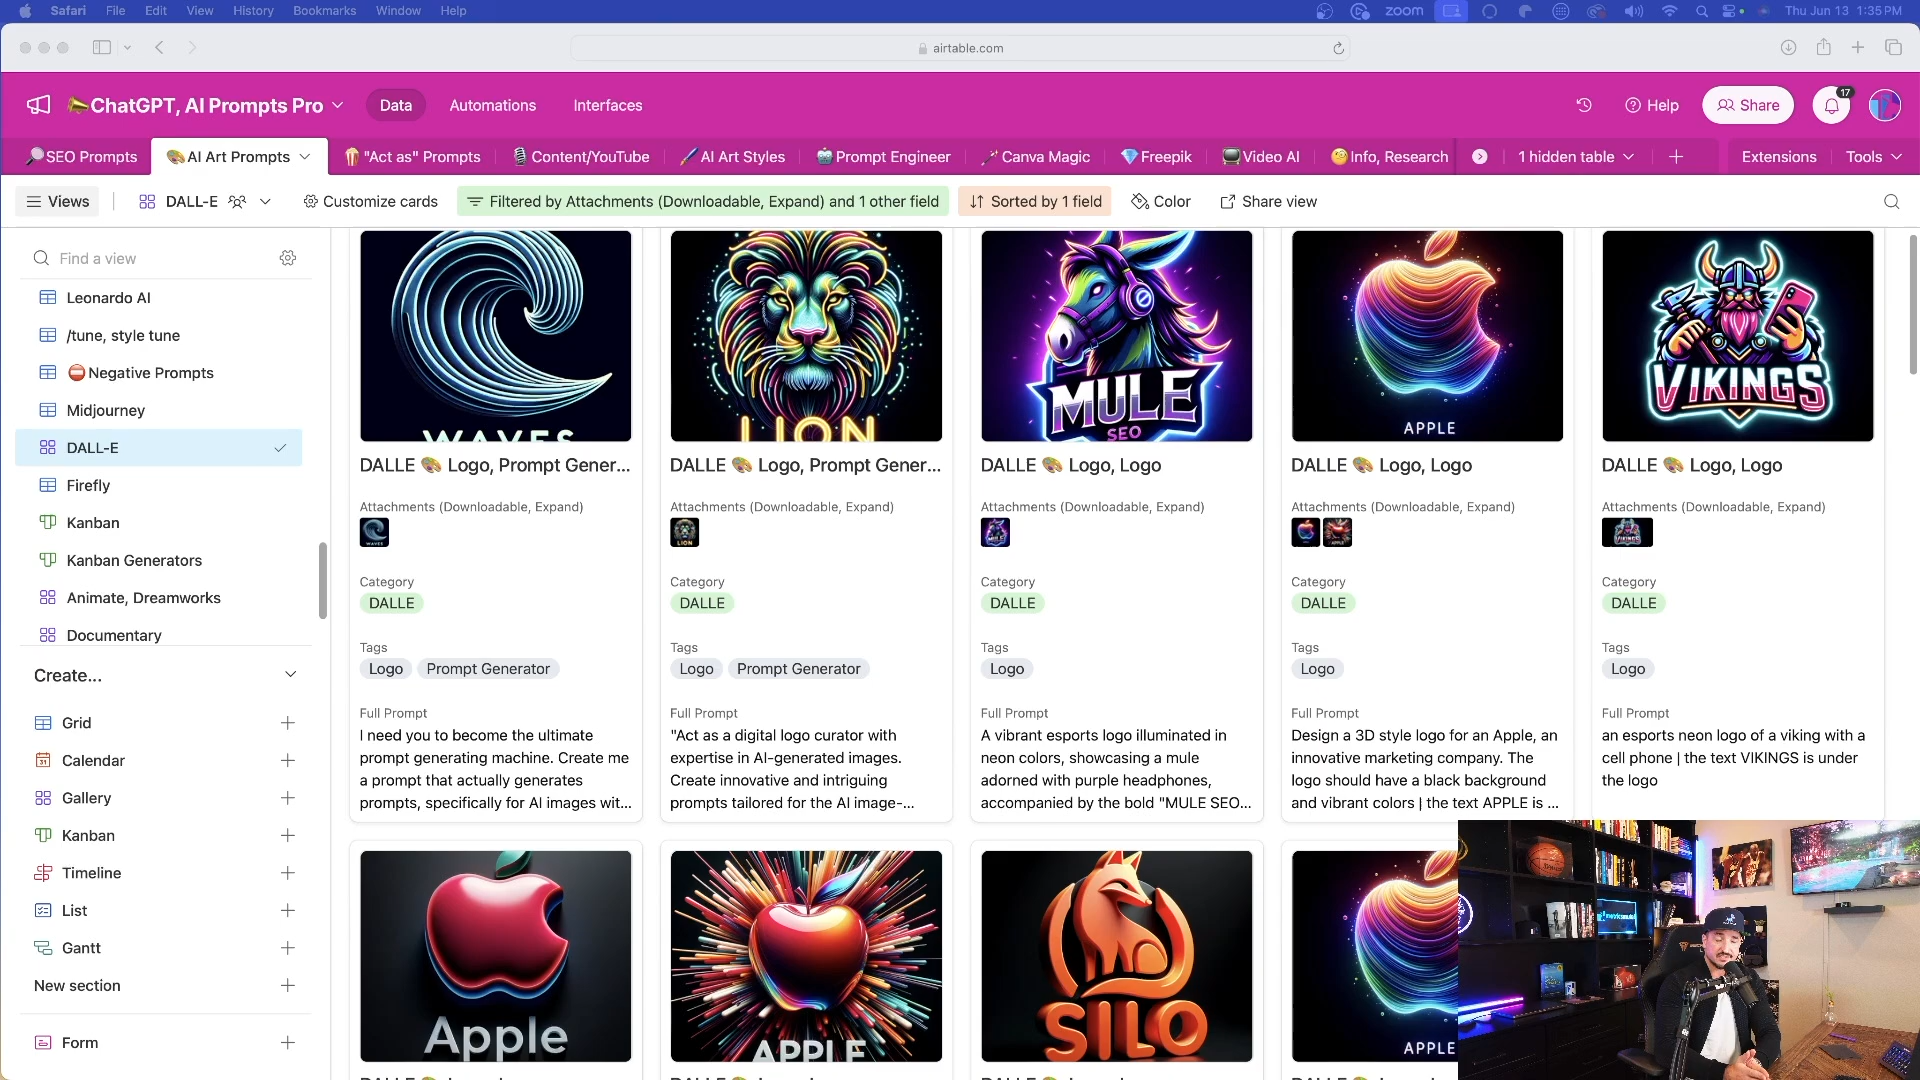 Safari File Edit View History Bookmarks Window Help zoom Thu Jun 13 1:35 PM
airtable.com
ChatGPT, AI Prompts Pro Data Automations Interfaces Help Share 17
SEO Prompts AI Art Prompts "Act as" Prompts Content/YouTube AI Art Styles Prompt Engineer Canva Magic Freepik Video AI Info, Research 1 hidden table Extensions Tools
Views DALL-E Customize cards Filtered by Attachments (Downloadable, Expand) and 1 other field Sorted by 1 field Color Share view
Find a view
Leonardo AI
/tune, style tune
Negative Prompts
Midjourney
DALL-E
Firefly
Kanban
Kanban Generators
Animate, Dreamworks
Documentary
Create...
Grid
Calendar
Gallery
Kanban
Timeline
List
Gantt
New section
Form
WAVES
DALLE Logo, Prompt Gener...
Attachments (Downloadable, Expand)
Category
DALLE
Tags
Logo Prompt Generator
Full Prompt
I need you to become the ultimate
prompt generating machine. Create me
a prompt that actually generates
prompts, specifically for AI images wit...
LION
DALLE Logo, Prompt Gener...
Attachments (Downloadable, Expand)
LION
Category
DALLE
Tags
Logo Prompt Generator
Full Prompt
"Act as a digital logo curator with
expertise in AI-generated images.
Create innovative and intriguing
prompts tailored for the AI image-...
MULE
SEO
DALLE Logo, Logo
Attachments (Downloadable, Expand)
MULE
Category
DALLE
Tags
Logo
Full Prompt
A vibrant esports logo illuminated in
neon colors, showcasing a mule
adorned with purple headphones,
accompanied by the bold "MULE SEO...
APPLE
DALLE Logo, Logo
Attachments (Downloadable, Expand)
Category
DALLE
Tags
Logo
Full Prompt
Design a 3D style logo for an Apple, an
innovative marketing company. The
logo should have a black background
and vibrant colors | the text APPLE is ...
VIKINGS
DALLE Logo, Logo
Attachments (Downloadable, Expand)
VIKINGS
Category
DALLE
Tags
Logo
Full Prompt
an esports neon logo of a viking with a
cell phone | the text VIKINGS is under
the logo
Apple
APPLE
SILO
APPLE